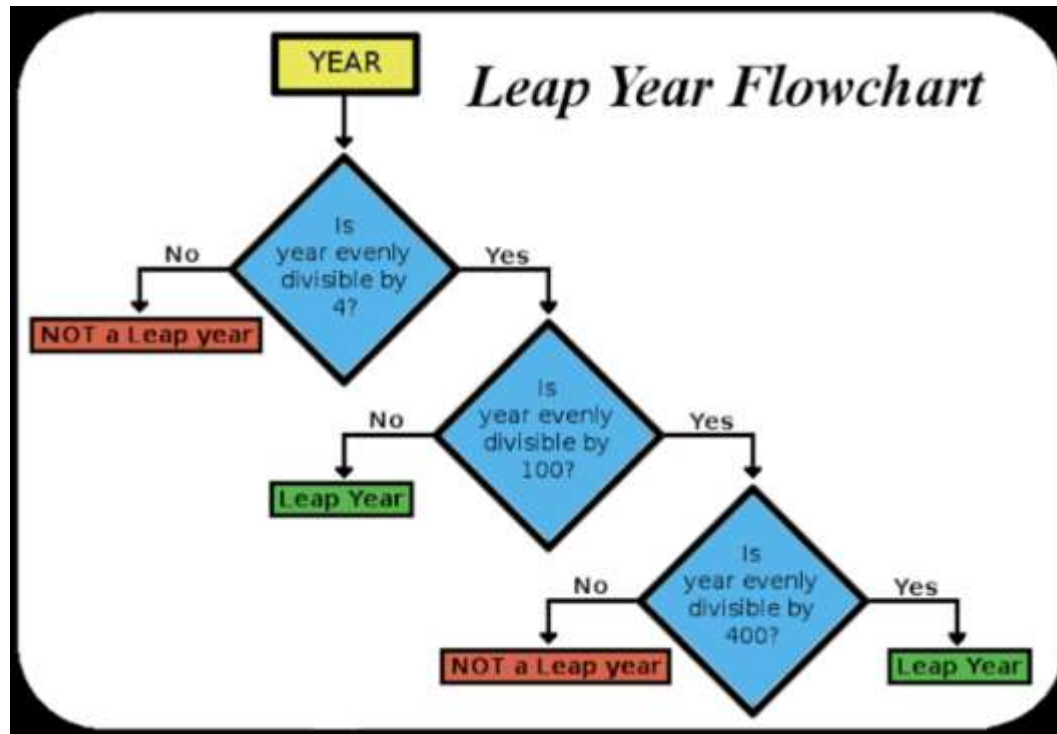 YEAR
Leap Year Flowchart
Is
year evenly
divisible by
4?
No
Yes
NOT a Leap year
Is
year evenly
divisible by
100?
No
Yes
Leap Year
Is
year evenly
divisible by
400?
No
Yes
NOT a Leap year
Leap Year